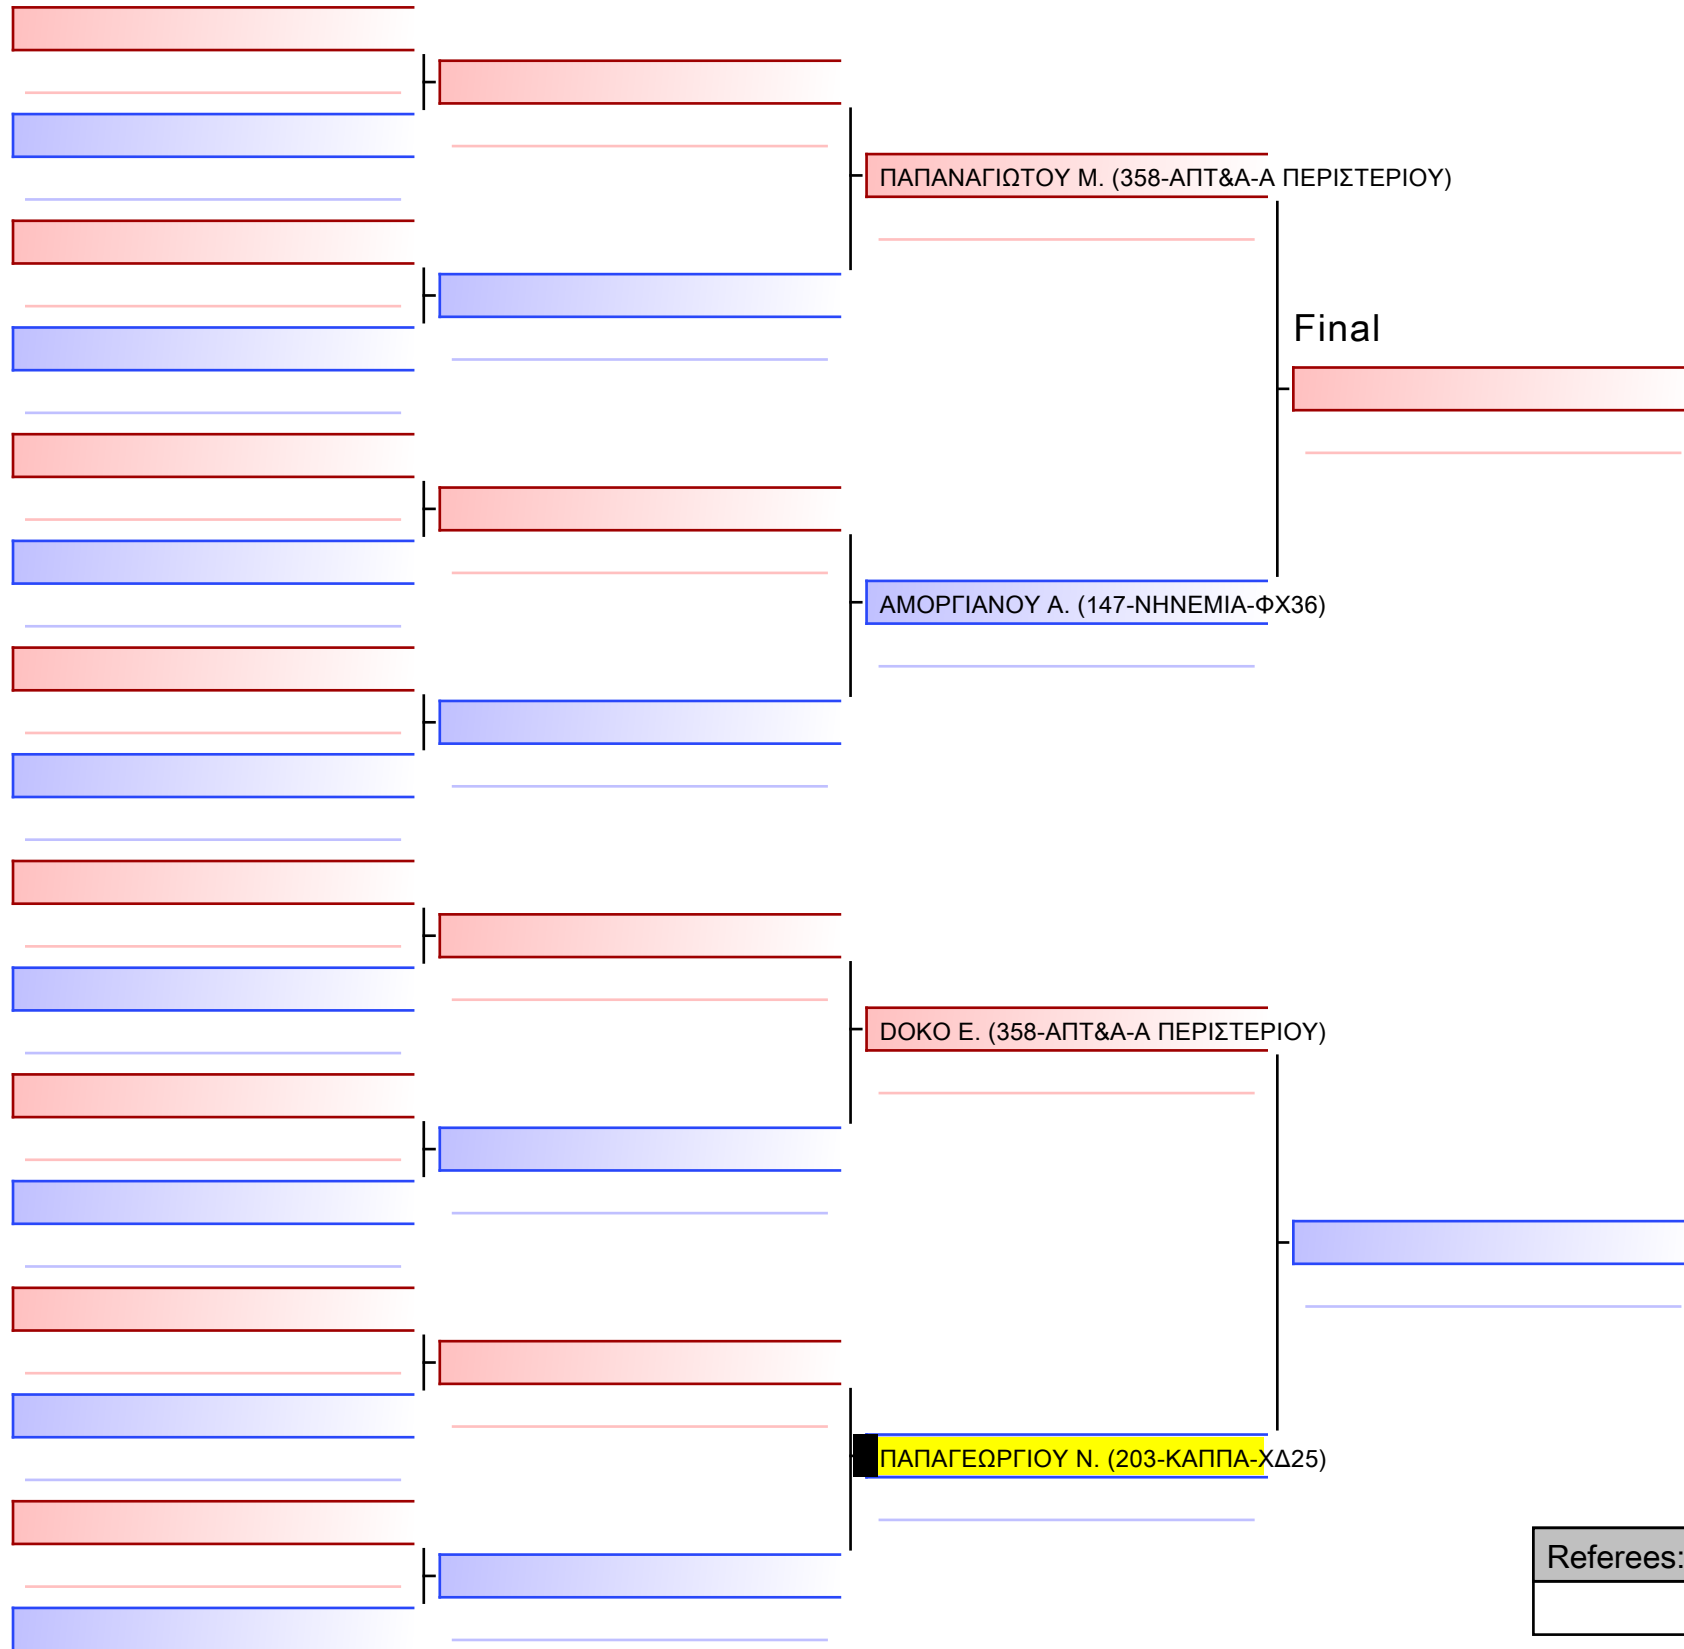 ΠΑΠΑΝΑΓΙΩΤΟΥ Μ. (358-ΑΠΤ&Α-Α ΠΕΡΙΣΤΕΡΙΟΥ)
Final
ΑΜΟΡΓΙΑΝΟΥ Α. (147-ΝΗΝΕΜΙΑ-ΦΧ36)
DOKO E. (358-ΑΠΤ&Α-Α ΠΕΡΙΣΤΕΡΙΟΥ)
ΠΑΠΑΓΕΩΡΓΙΟΥ Ν. (203-ΚΑΠΠΑ-ΧΔ25)
Referees: